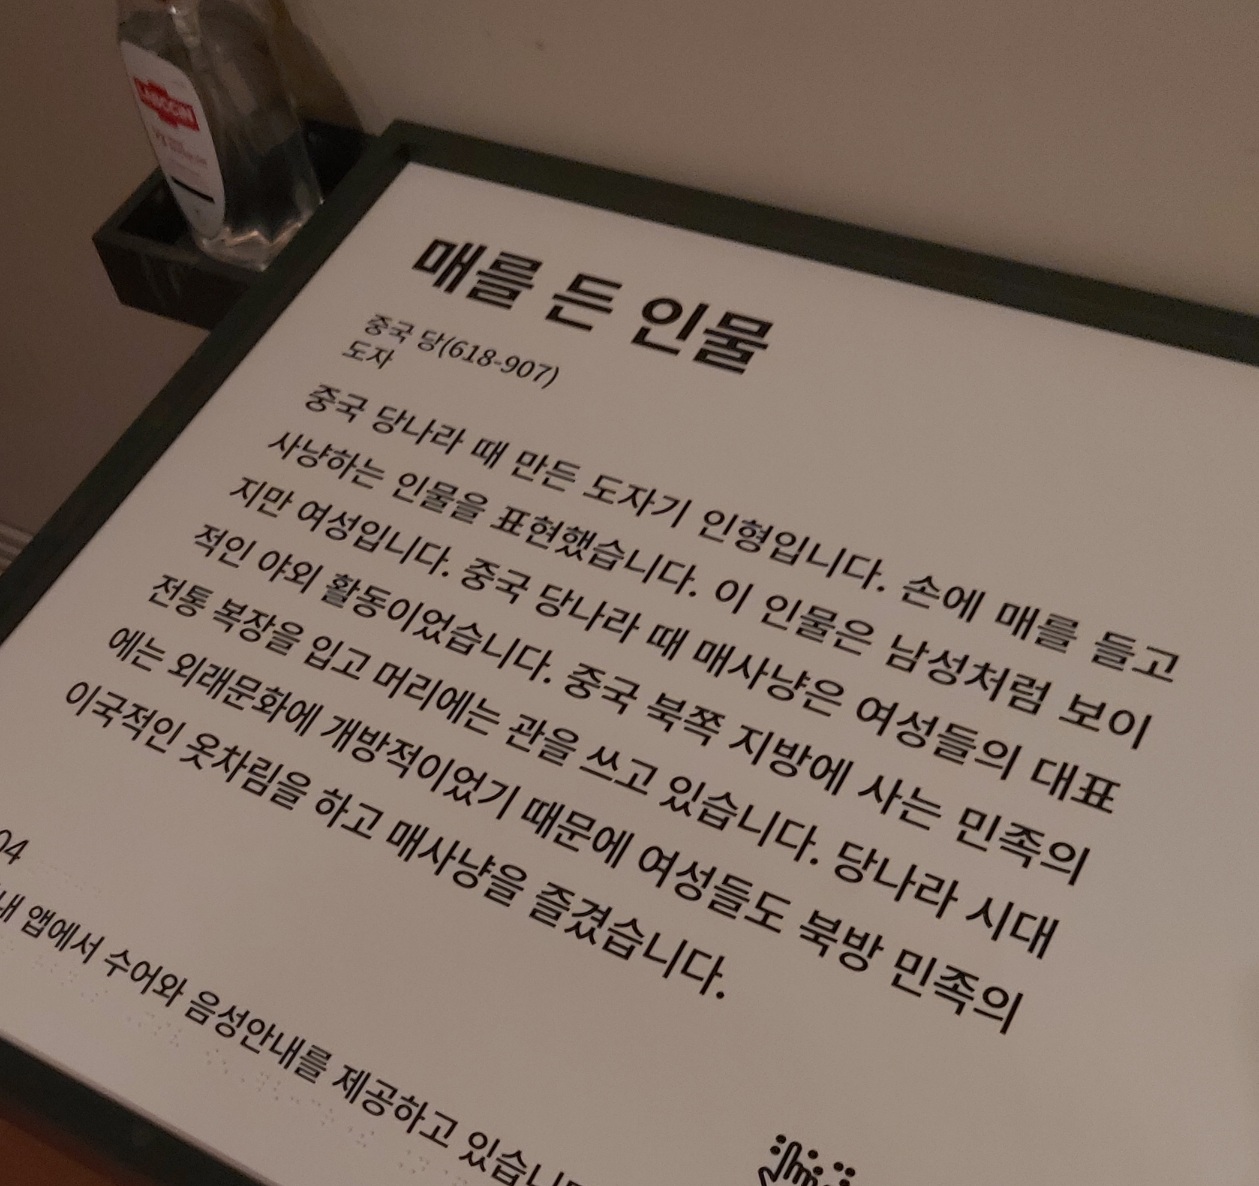 LABCCIN
매를 든 인물
중국 당(618-907)
도자
중국 당나라 때 만든 도자기 인형입니다. 손에 매를 들고
사냥하는 인물을 표현했습니다. 이 인물은 남성처럼 보이
지만 여성입니다. 중국 당나라 때 매사냥은 여성들의 대표
적인 야외 활동이었습니다. 중국 북쪽 지방에 사는 민족의
전통 복장을 입고 머리에는 관을 쓰고 있습니다. 당나라 시대
에는 외래문화에 개방적이었기 때문에 여성들도 북방 민족의
이국적인 옷차림을 하고 매사냥을 즐겼습니다.
04
내 앱에서 수어와 음성안내를 제공하고 있습니